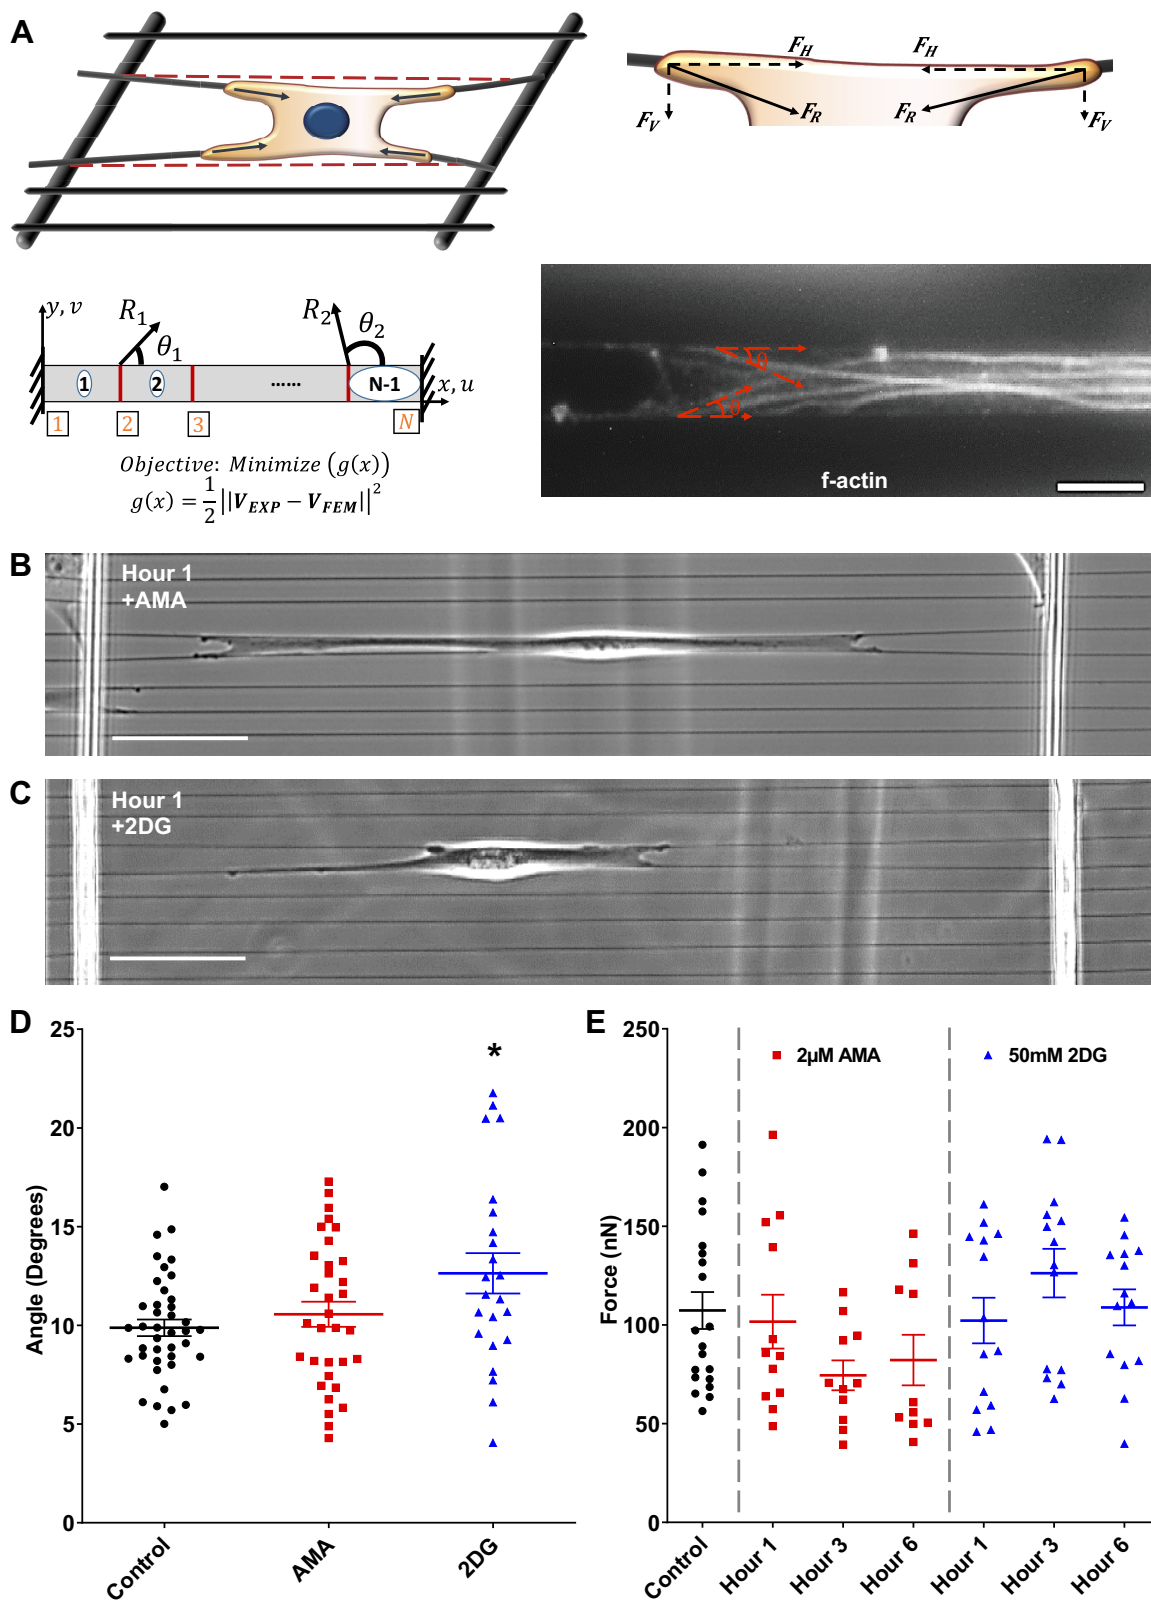 A
F_H
F_H
F_V
F_R
F_R
F_V
y, v
R_1
θ_1
R_2
θ_2
1
2
......
N-1
x, u
1
2
3
N
Objective: Minimize (g(x))
g(x) = 1/2 ||V_EXP − V_FEM||^2
θ
θ
f-actin
B
Hour 1
+AMA
C
Hour 1
+2DG
D
Angle (Degrees)
25
20
15
10
5
0
*
Control
AMA
2DG
E
Force (nN)
250
200
150
100
50
0
2μM AMA
50mM 2DG
Control
Hour 1
Hour 3
Hour 6
Hour 1
Hour 3
Hour 6